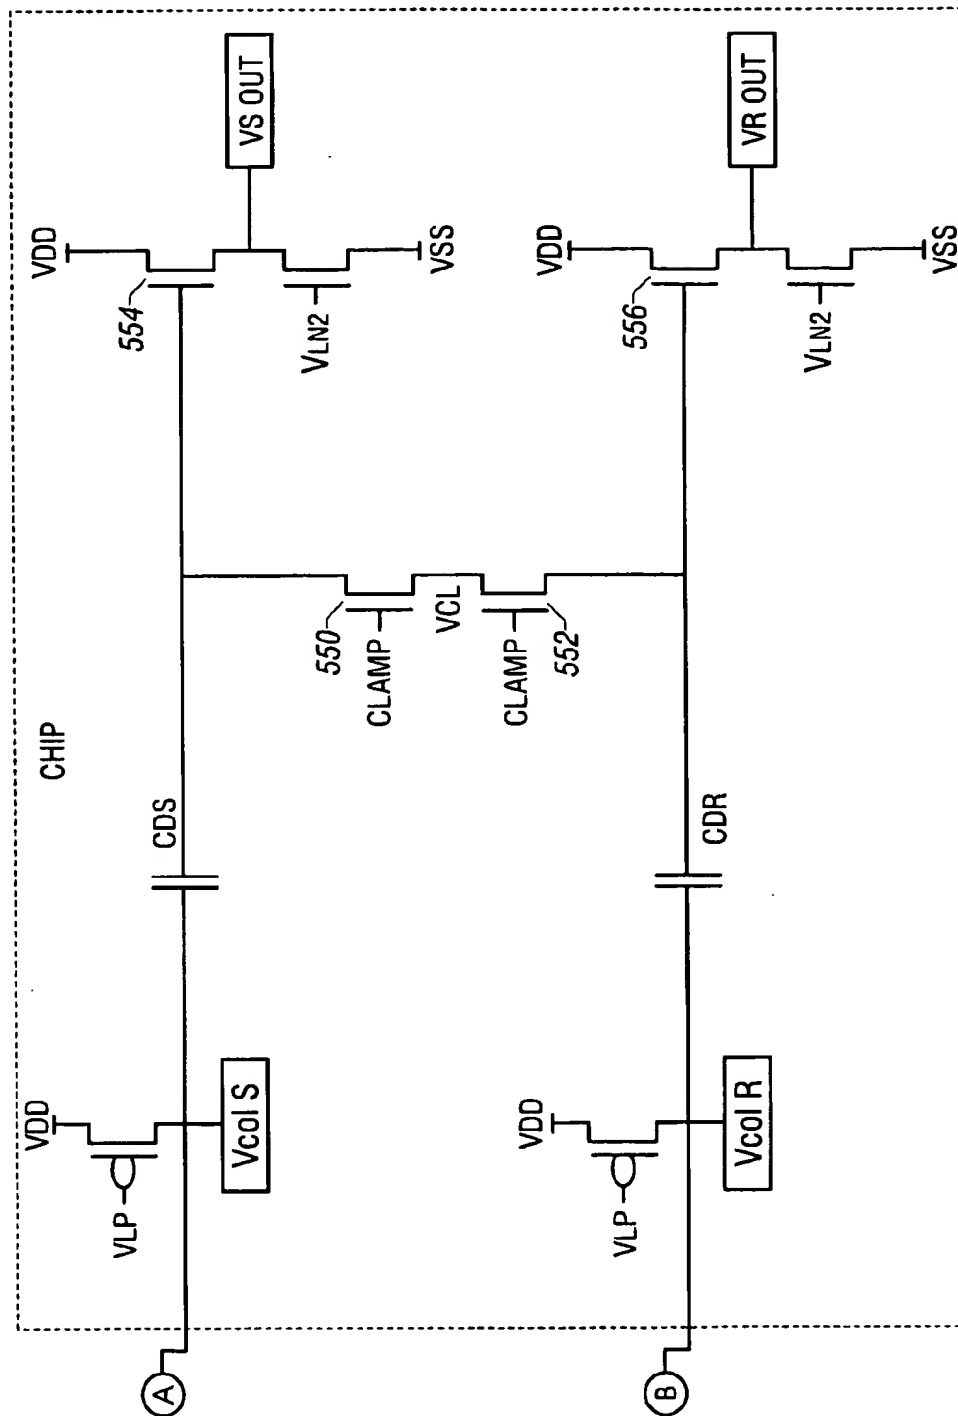 CHIP
VDD
VLP
Vcol S
A
CDS
VDD
554
VLN2
VSS
VS OUT
550
CLAMP
VCL
CLAMP
552
VDD
VLP
Vcol R
B
CDR
VDD
556
VLN2
VSS
VR OUT